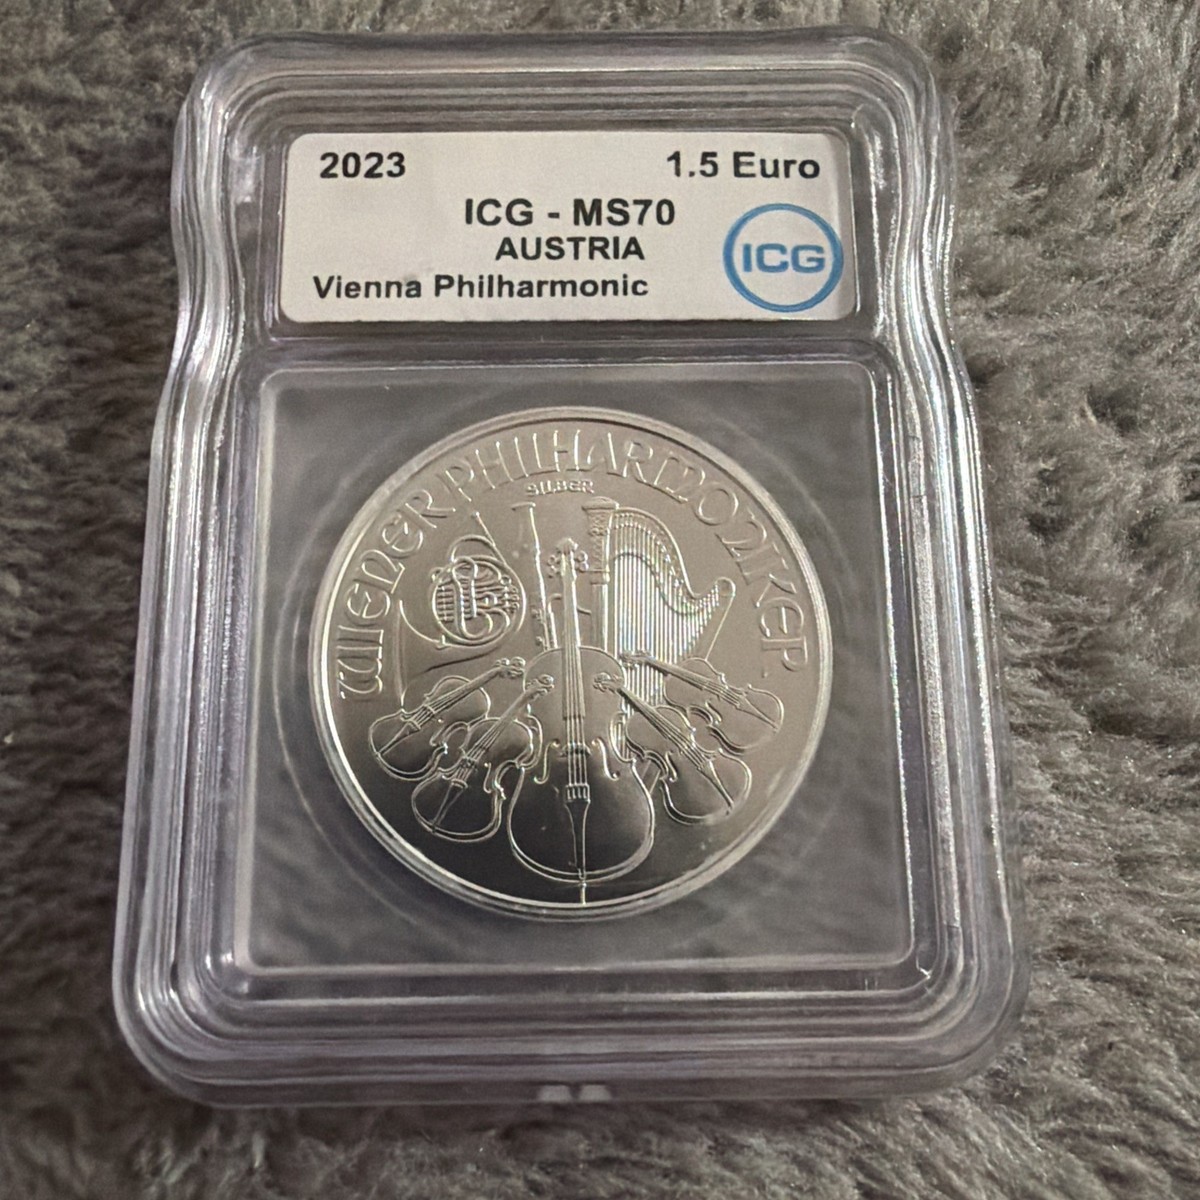 2023 1.5 Euro
ICG - MS70
AUSTRIA
Vienna Philharmonic
ICG
WIENER PHILHARMONIKER
SILBER